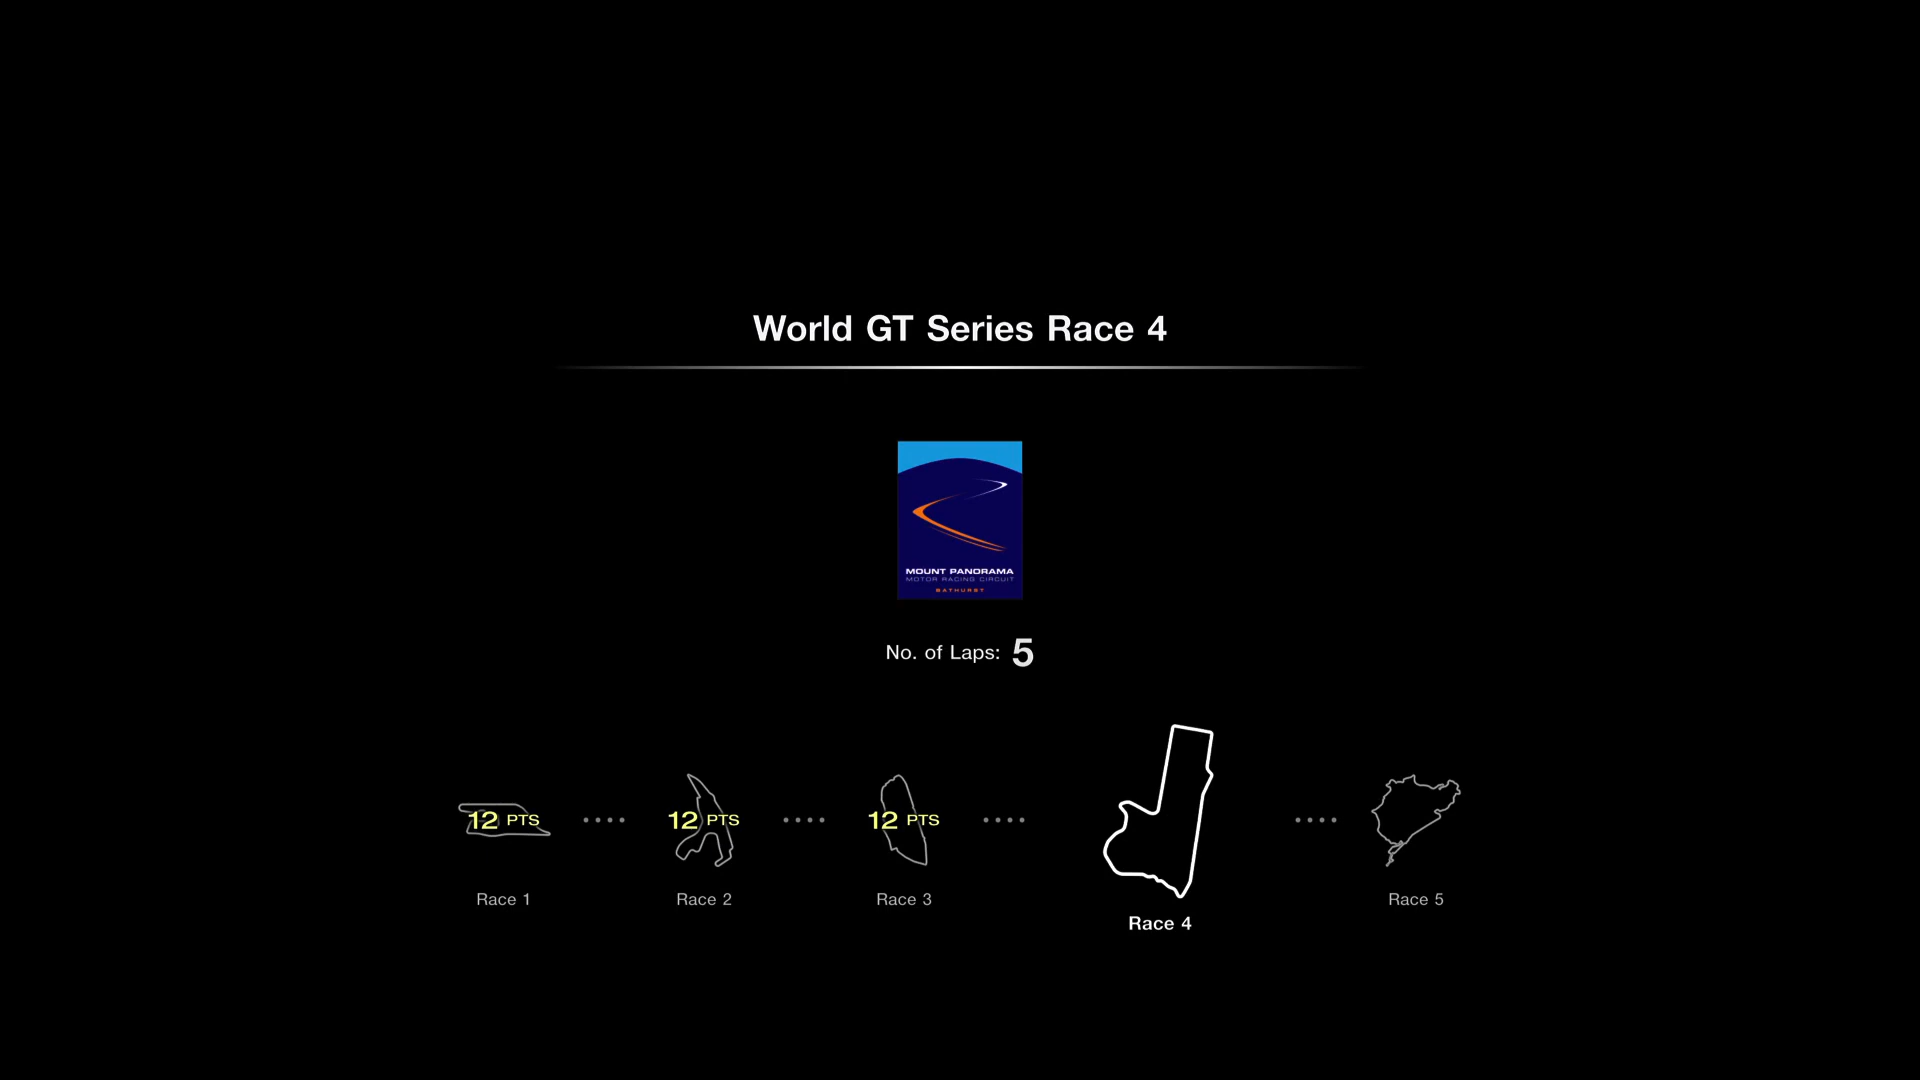 World GT Series Race 4
MOUNT PANORAMA
MOTOR RACING CIRCUIT
BATHURST
No. of Laps: 5
12 PTS
12 PTS
12 PTS
Race 1
Race 2
Race 3
Race 4
Race 5